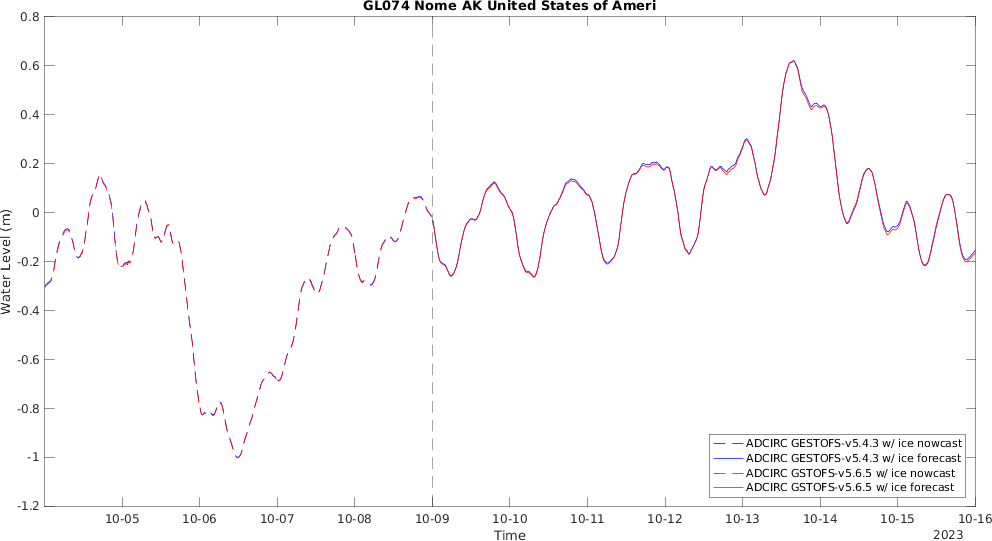 GL074 Nome AK United States of Ameri
0.8
0.6
0.4
0.2
0
-0.2
-0.4
-0.6
-0.8
-1
-1.2
Water Level (m)
ADCIRC GESTOFS-v5.4.3 w/ ice nowcast
ADCIRC GESTOFS-v5.4.3 w/ ice forecast
ADCIRC GSTOFS-v5.6.5 w/ ice nowcast
ADCIRC GSTOFS-v5.6.5 w/ ice forecast
10-05 10-06 10-07 10-08 10-09 10-10 10-11 10-12 10-13 10-14 10-15 10-16
Time
2023